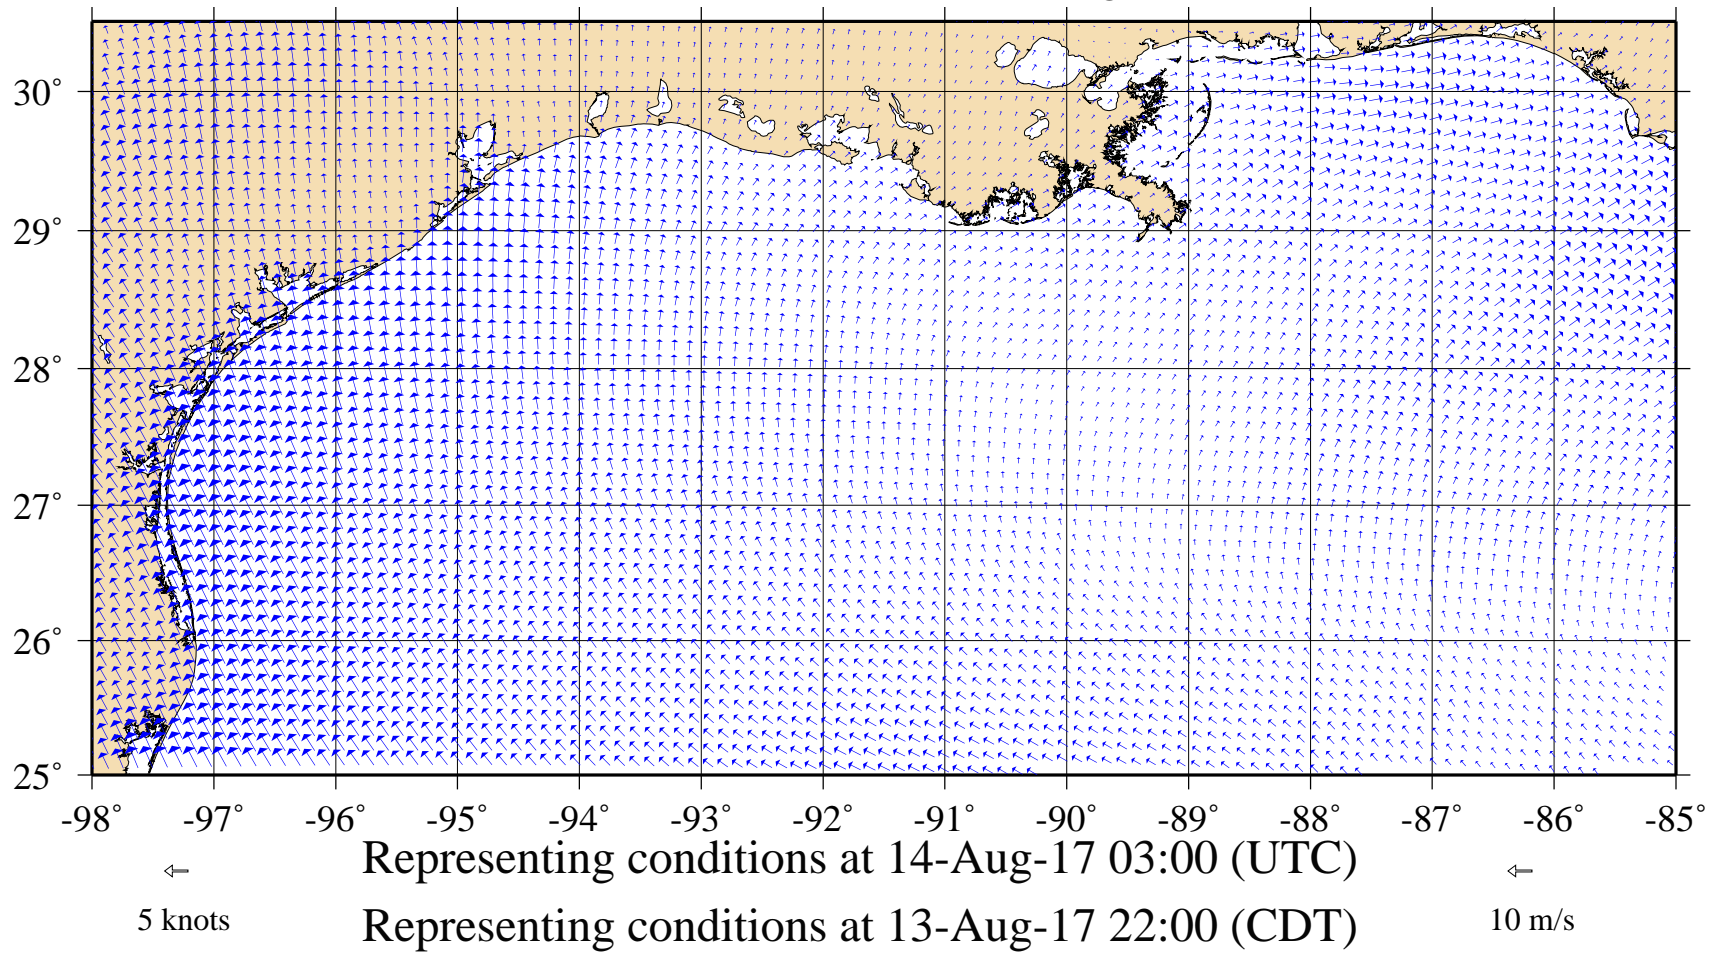 30°
29°
28°
27°
26°
25°
-98° -97° -96° -95° -94° -93° -92° -91° -90° -89° -88° -87° -86° -85°
Representing conditions at 14-Aug-17 03:00 (UTC)
5 knots
10 m/s
Representing conditions at 13-Aug-17 22:00 (CDT)